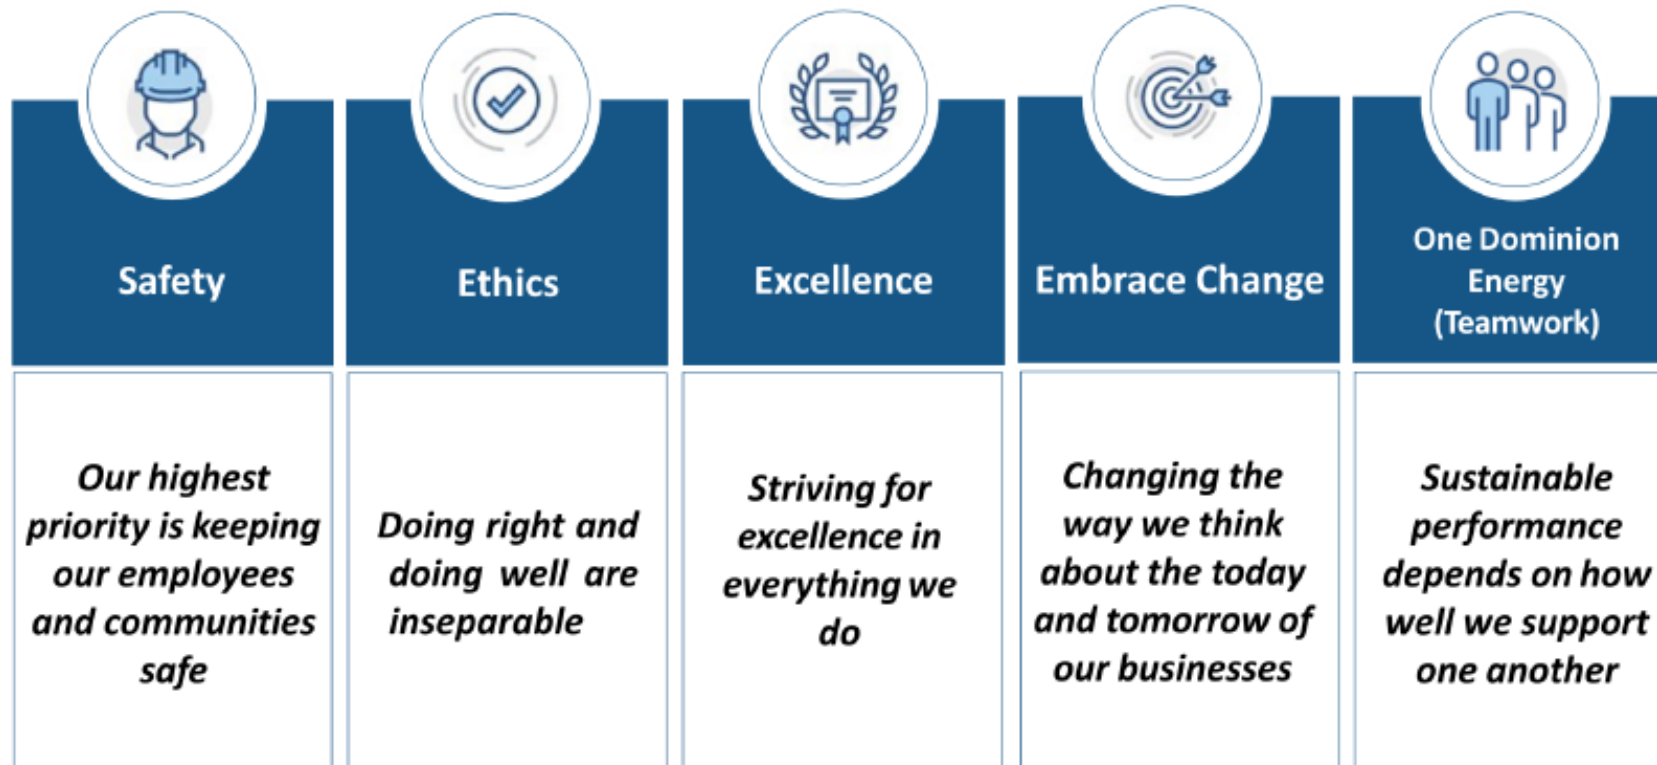 Safety
Our highest
priority is keeping
our employees
and communities
safe
Ethics
Doing right and
doing well are
inseparable
Excellence
Striving for
excellence in
everything we
do
Embrace Change
Changing the
way we think
about the today
and tomorrow of
our businesses
One Dominion
Energy
(Teamwork)
Sustainable
performance
depends on how
well we support
one another